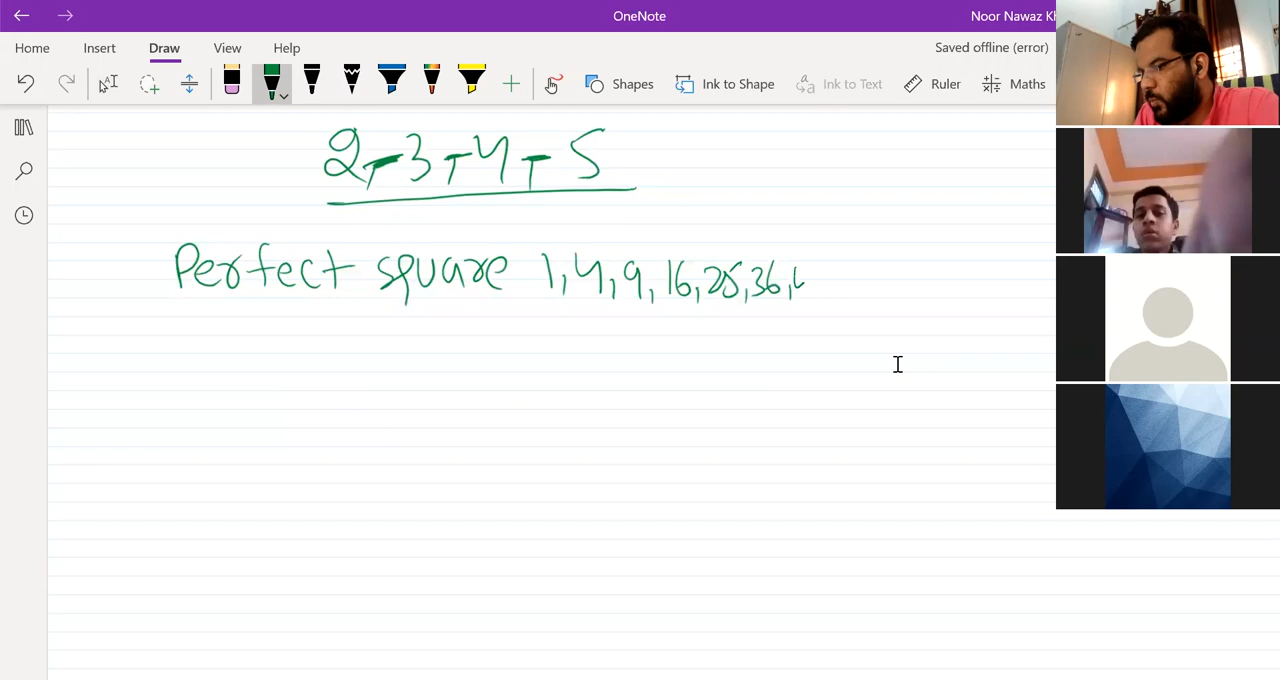 OneNote
Noor Nawaz Kh
Home Insert Draw View Help
Saved offline (error)
Shapes Ink to Shape Ink to Text Ruler Maths
2+3+4+5
Perfect square 1,4,9,16,25,36,